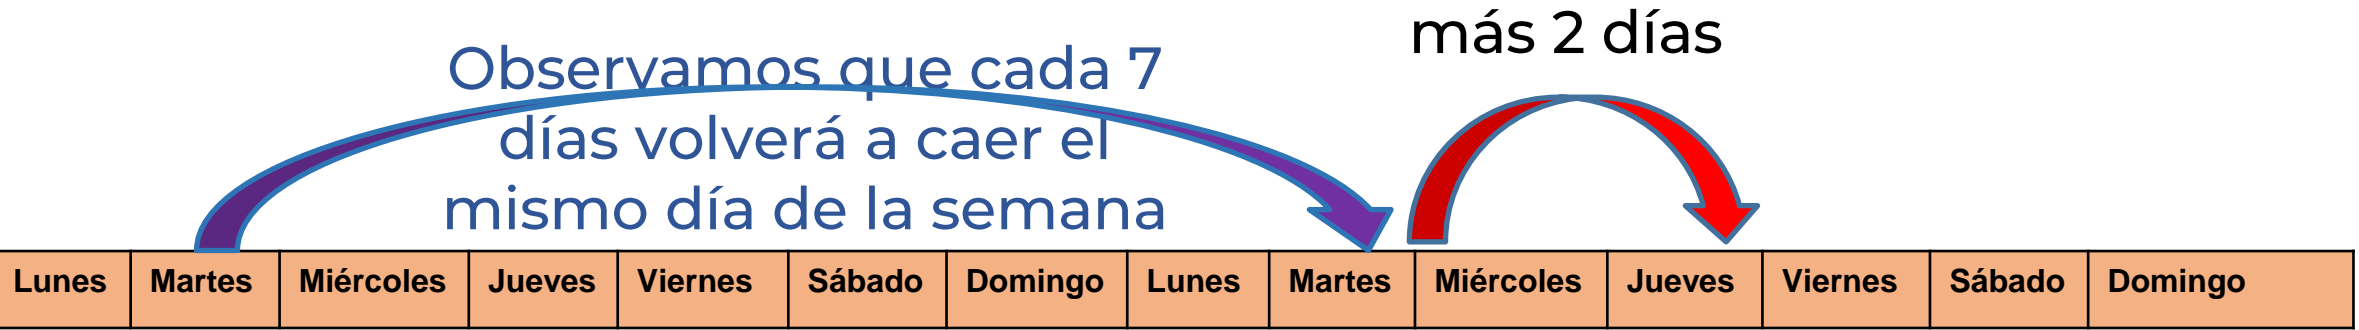 más 2 días
Observamos que cada 7
días volverá a caer el
mismo día de la semana
Lunes Martes Miércoles Jueves Viernes Sábado Domingo Lunes Martes Miércoles Jueves Viernes Sábado Domingo